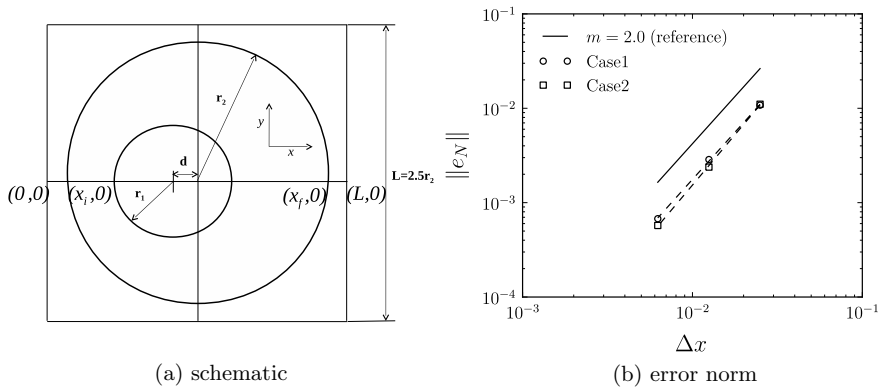 r₂
y
x
d
L=2.5r₂
(0,0)
(xᵢ,0)
r₁
(x_f,0)
(L,0)
(a) schematic
10⁻¹
10⁻²
10⁻³
10⁻⁴
||e_N||
m = 2.0 (reference)
Case1
Case2
10⁻³
10⁻²
10⁻¹
Δx
(b) error norm